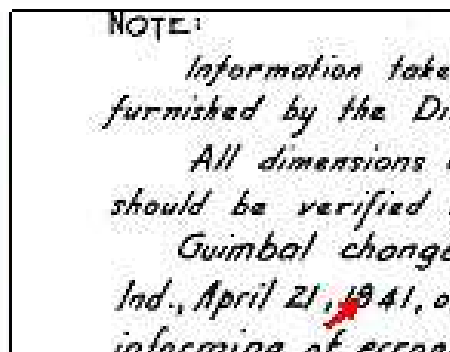 NOTE:
Information take
furnished by the Dr
All dimensions
should be verified
Guimbal change
Ind., April 21, 1941, o
informing of